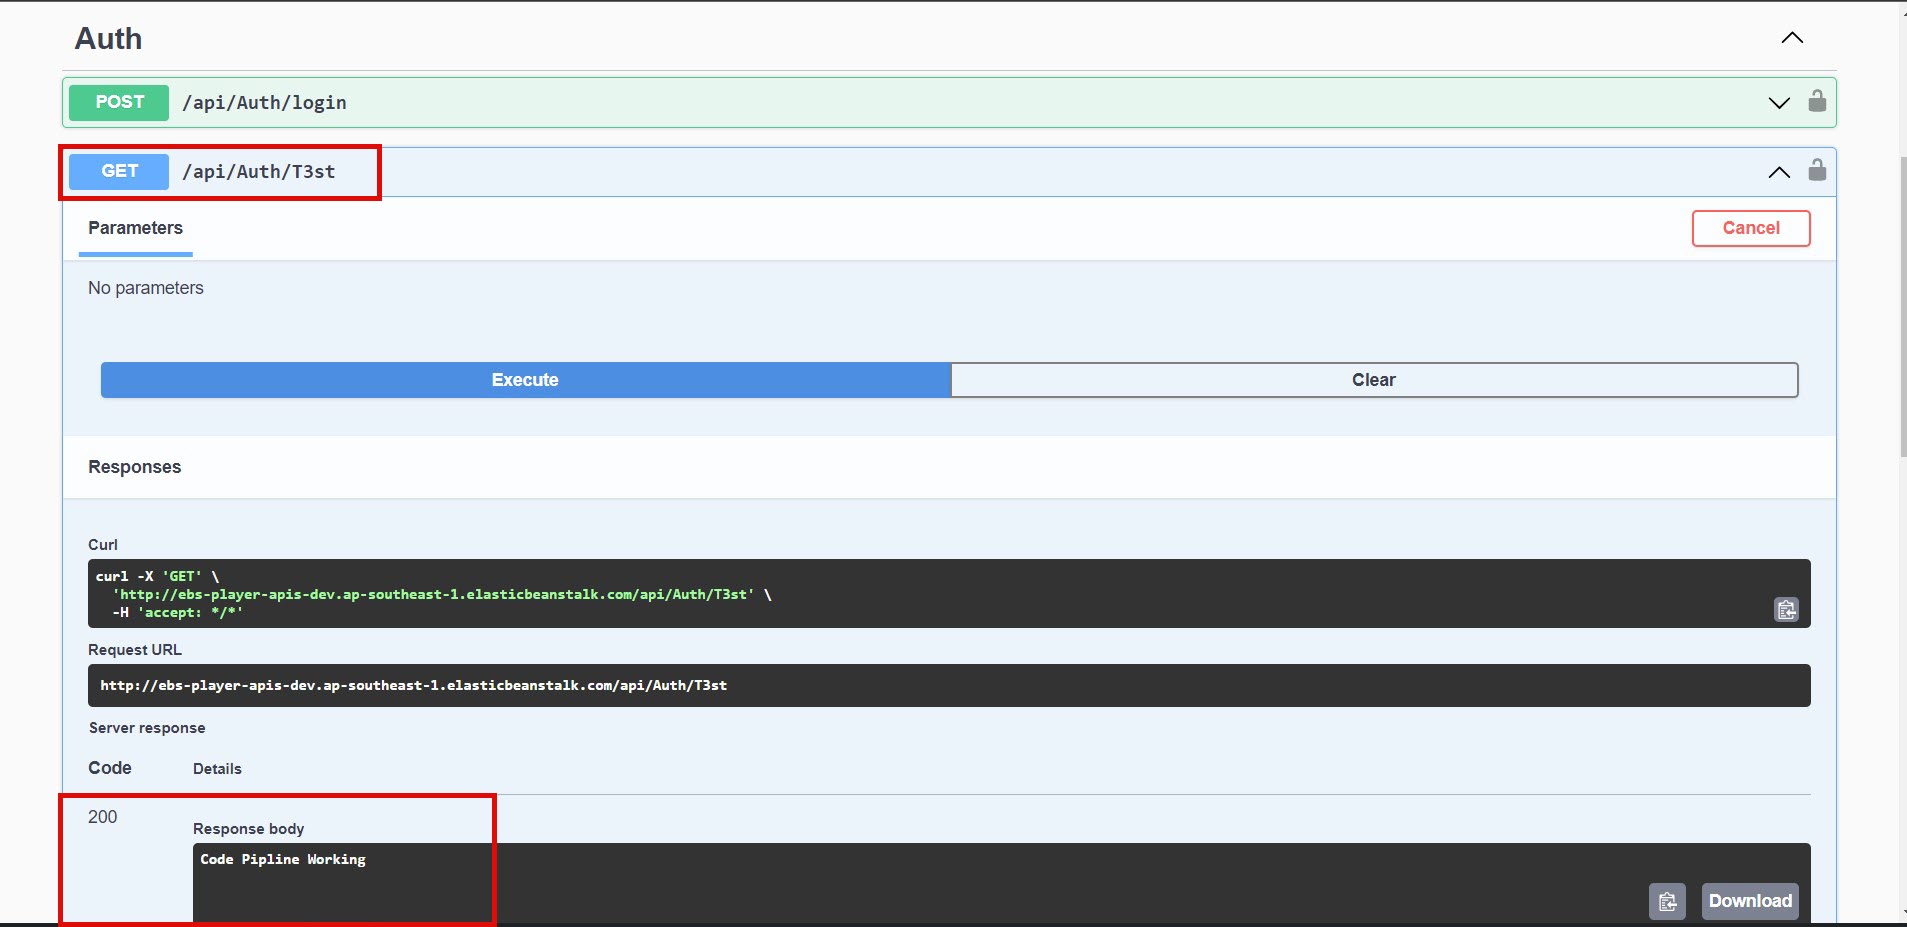 Auth
POST /api/Auth/login
GET /api/Auth/T3st
Parameters
Cancel
No parameters
Execute
Clear
Responses
Curl
curl -X 'GET' \
'http://ebs-player-apis-dev.ap-southeast-1.elasticbeanstalk.com/api/Auth/T3st' \
-H 'accept: */*'
Request URL
http://ebs-player-apis-dev.ap-southeast-1.elasticbeanstalk.com/api/Auth/T3st
Server response
Code Details
200
Response body
Code Pipline Working
Download